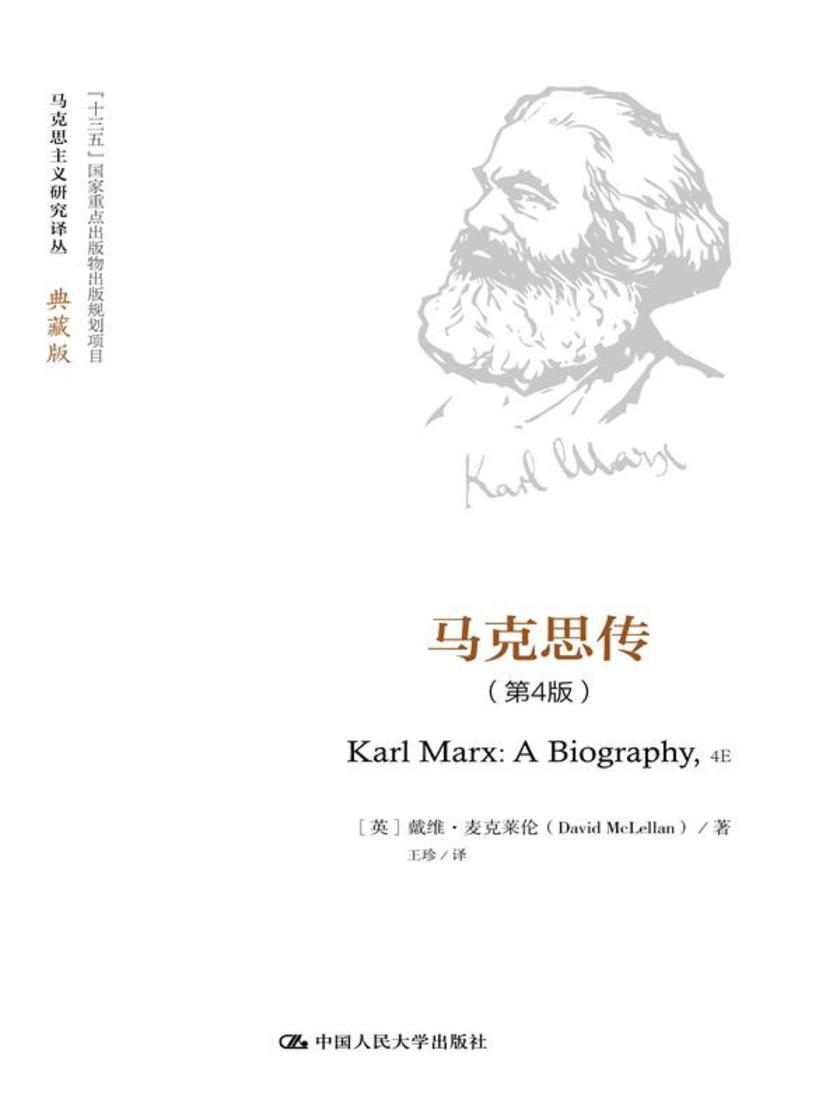 「十三五」国家重点出版物出版规划项目
马克思主义研究译丛 典藏版
Karl Marx
马克思传
（第4版）
Karl Marx: A Biography, 4E
［英］戴维·麦克莱伦（David McLellan）／著
王珍／译
中国人民大学出版社